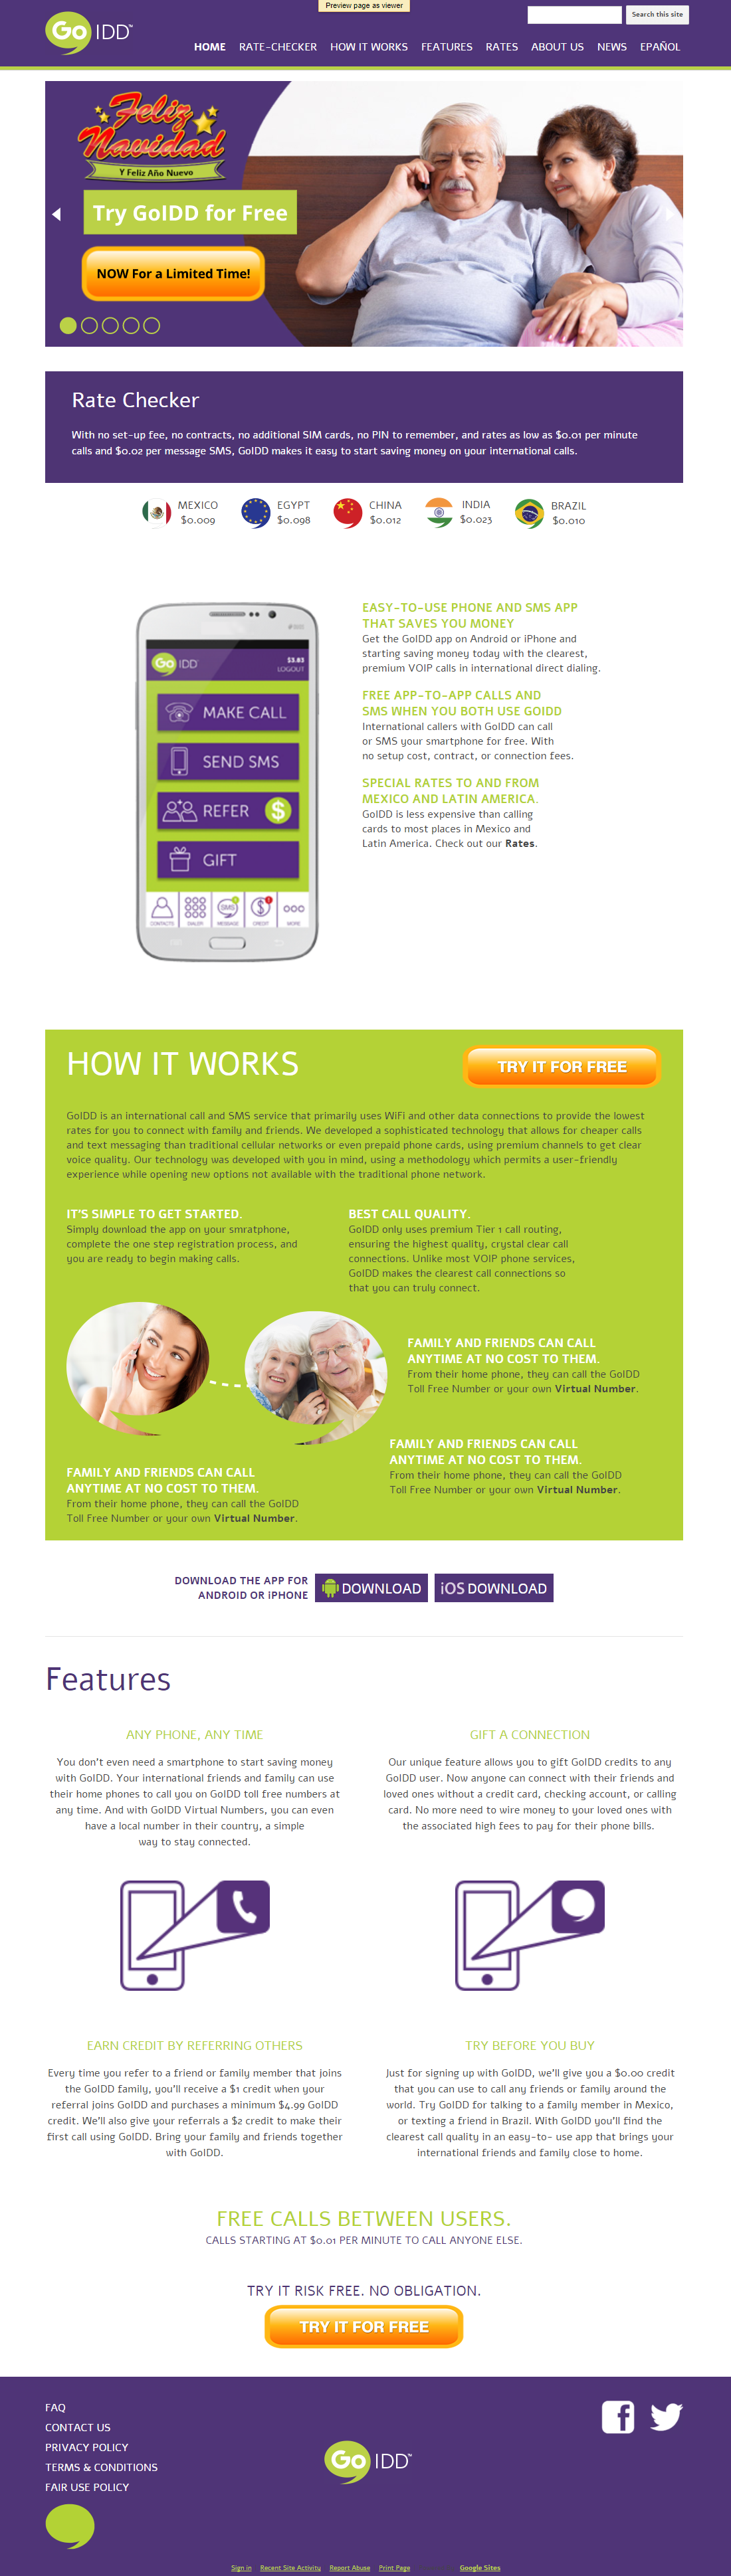 Preview page as viewer
Go IDD™
Search this site
HOME RATE-CHECKER HOW IT WORKS FEATURES RATES ABOUT US NEWS EPAÑOL
Feliz
Navidad
Y Feliz Año Nuevo
Try GoIDD for Free
NOW For a Limited Time!
Rate Checker
With no set-up fee, no contracts, no additional SIM cards, no PIN to remember, and rates as low as $0.01 per minute
calls and $0.02 per message SMS, GoIDD makes it easy to start saving money on your international calls.
MEXICO
$0.009
EGYPT
$0.098
CHINA
$0.012
INDIA
$0.023
BRAZIL
$0.010
Go IDD
$3.83
LOGOUT
MAKE CALL
SEND SMS
REFER $
GIFT
SMS
$
CONTACTS DIALER MESSAGE CREDIT MORE
EASY-TO-USE PHONE AND SMS APP
THAT SAVES YOU MONEY
Get the GoIDD app on Android or iPhone and
starting saving money today with the clearest,
premium VOIP calls in international direct dialing.
FREE APP-TO-APP CALLS AND
SMS WHEN YOU BOTH USE GOIDD
International callers with GoIDD can call
or SMS your smartphone for free. With
no setup cost, contract, or connection fees.
SPECIAL RATES TO AND FROM
MEXICO AND LATIN AMERICA.
GoIDD is less expensive than calling
cards to most places in Mexico and
Latin America. Check out our Rates.
HOW IT WORKS
TRY IT FOR FREE
GoIDD is an international call and SMS service that primarily uses WiFi and other data connections to provide the lowest
rates for you to connect with family and friends. We developed a sophisticated technology that allows for cheaper calls
and text messaging than traditional cellular networks or even prepaid phone cards, using premium channels to get clear
voice quality. Our technology was developed with you in mind, using a methodology which permits a user-friendly
experience while opening new options not available with the traditional phone network.
IT'S SIMPLE TO GET STARTED.
Simply download the app on your smratphone,
complete the one step registration process, and
you are ready to begin making calls.
BEST CALL QUALITY.
GoIDD only uses premium Tier 1 call routing,
ensuring the highest quality, crystal clear call
connections. Unlike most VOIP phone services,
GoIDD makes the clearest call connections so
that you can truly connect.
FAMILY AND FRIENDS CAN CALL
ANYTIME AT NO COST TO THEM.
From their home phone, they can call the GoIDD
Toll Free Number or your own Virtual Number.
FAMILY AND FRIENDS CAN CALL
ANYTIME AT NO COST TO THEM.
From their home phone, they can call the GoIDD
Toll Free Number or your own Virtual Number.
FAMILY AND FRIENDS CAN CALL
ANYTIME AT NO COST TO THEM.
From their home phone, they can call the GoIDD
Toll Free Number or your own Virtual Number.
DOWNLOAD THE APP FOR
ANDROID OR iPHONE
DOWNLOAD
iOS DOWNLOAD
Features
ANY PHONE, ANY TIME
You don't even need a smartphone to start saving money
with GoIDD. Your international friends and family can use
their home phones to call you on GoIDD toll free numbers at
any time. And with GoIDD Virtual Numbers, you can even
have a local number in their country, a simple
way to stay connected.
GIFT A CONNECTION
Our unique feature allows you to gift GoIDD credits to any
GoIDD user. Now anyone can connect with their friends and
loved ones without a credit card, checking account, or calling
card. No more need to wire money to your loved ones with
the associated high fees to pay for their phone bills.
EARN CREDIT BY REFERRING OTHERS
Every time you refer to a friend or family member that joins
the GoIDD family, you'll receive a $1 credit when your
referral joins GoIDD and purchases a minimum $4.99 GoIDD
credit. We'll also give your referrals a $2 credit to make their
first call using GoIDD. Bring your family and friends together
with GoIDD.
TRY BEFORE YOU BUY
Just for signing up with GoIDD, we'll give you a $0.00 credit
that you can use to call any friends or family around the
world. Try GoIDD for talking to a family member in Mexico,
or texting a friend in Brazil. With GoIDD you'll find the
clearest call quality in an easy-to- use app that brings your
international friends and family close to home.
FREE CALLS BETWEEN USERS.
CALLS STARTING AT $0.01 PER MINUTE TO CALL ANYONE ELSE.
TRY IT RISK FREE. NO OBLIGATION.
TRY IT FOR FREE
FAQ
CONTACT US
PRIVACY POLICY
TERMS & CONDITIONS
FAIR USE POLICY
Go IDD™
Sign in Recent Site Activity Report Abuse Print Page Google Sites